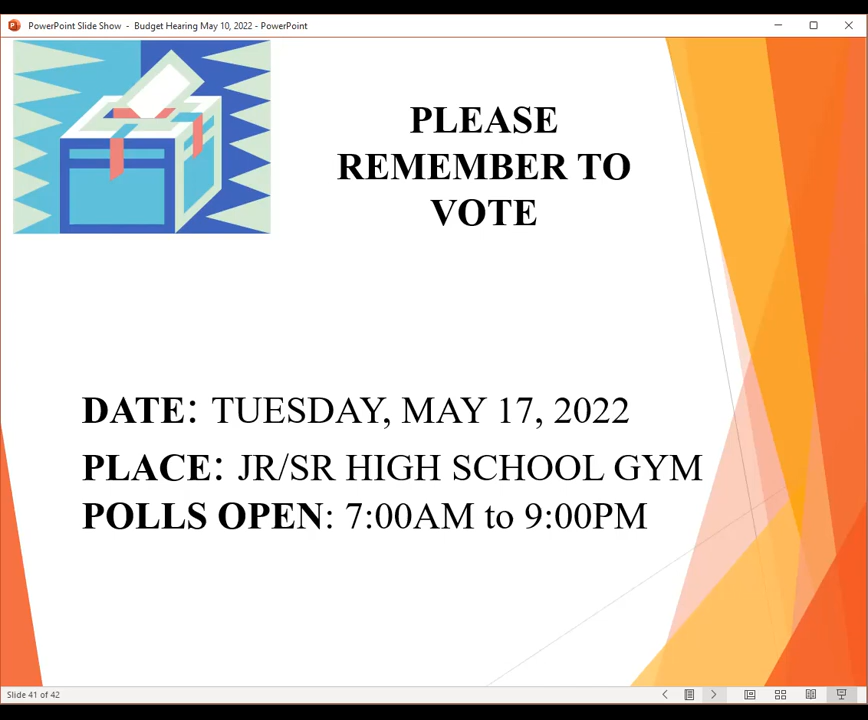 PowerPoint Slide Show - Budget Hearing May 10, 2022 - PowerPoint
PLEASE
REMEMBER TO
VOTE
DATE: TUESDAY, MAY 17, 2022
PLACE: JR/SR HIGH SCHOOL GYM
POLLS OPEN: 7:00AM to 9:00PM
Slide 41 of 42